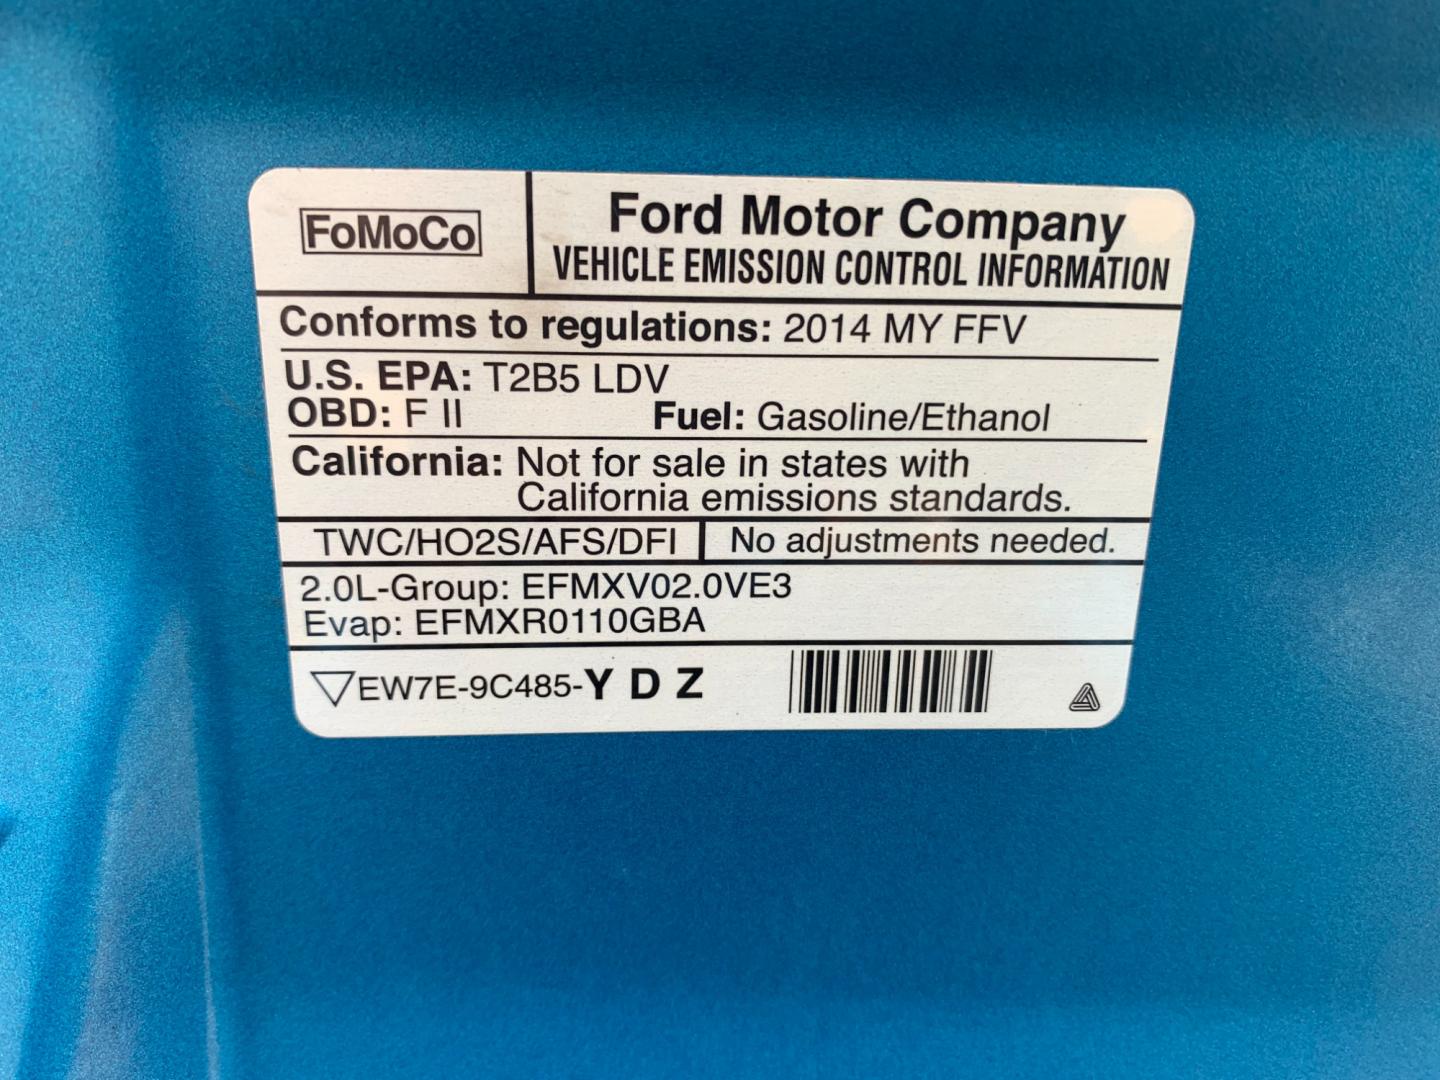 FoMoCo
Ford Motor Company
VEHICLE EMISSION CONTROL INFORMATION
Conforms to regulations: 2014 MY FFV
U.S. EPA: T2B5 LDV
OBD: F II Fuel: Gasoline/Ethanol
California: Not for sale in states with
California emissions standards.
TWC/HO2S/AFS/DFI No adjustments needed.
2.0L-Group: EFMXV02.0VE3
Evap: EFMXR0110GBA
EW7E-9C485-Y D Z